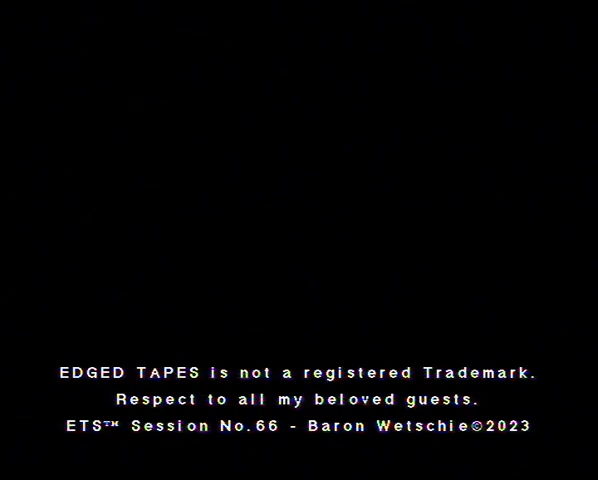 EDGED TAPES is not a registered Trademark.
Respect to all my beloved guests.
ETS™ Session No.66 - Baron Wetschie©2023